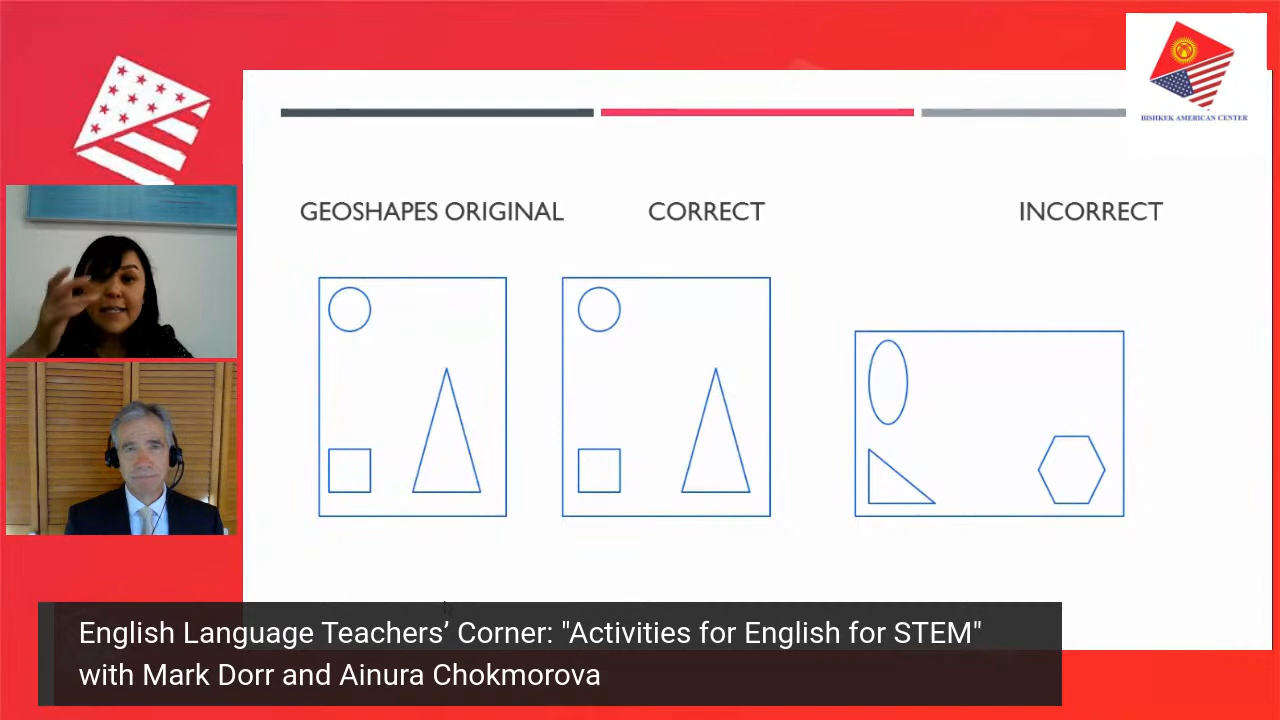 BISHKEK AMERICAN CENTER
GEOSHAPES ORIGINAL
CORRECT
INCORRECT
English Language Teachers’ Corner: "Activities for English for STEM"
with Mark Dorr and Ainura Chokmorova